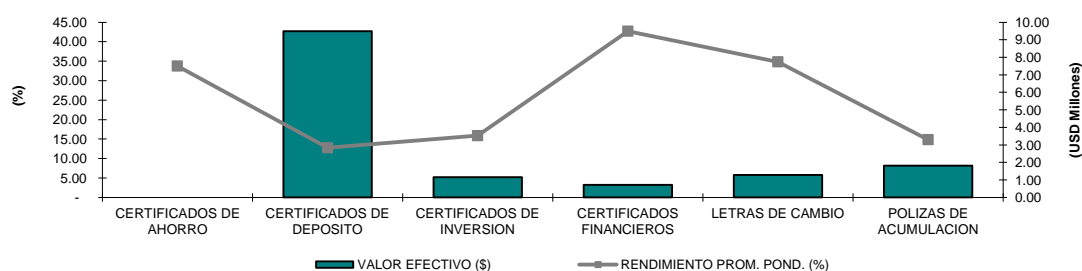 45.00
40.00
35.00
30.00
25.00
20.00
15.00
10.00
5.00
-
(%)
10.00
9.00
8.00
7.00
6.00
5.00
4.00
3.00
2.00
1.00
0.00
(USD Millones)
CERTIFICADOS DE AHORRO
CERTIFICADOS DE DEPOSITO
CERTIFICADOS DE INVERSION
CERTIFICADOS FINANCIEROS
LETRAS DE CAMBIO
POLIZAS DE ACUMULACION
VALOR EFECTIVO ($)
RENDIMIENTO PROM. POND. (%)